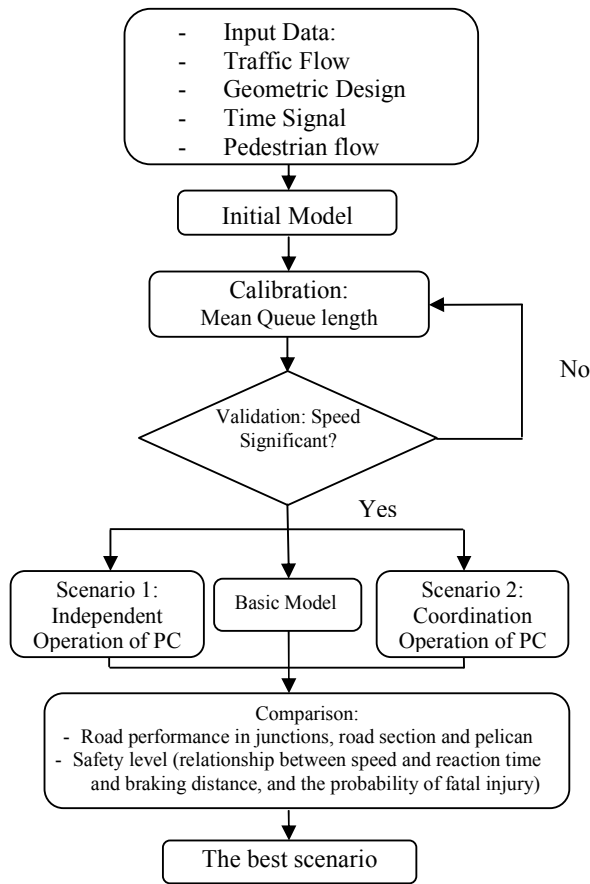 - Input Data:
- Traffic Flow
- Geometric Design
- Time Signal
- Pedestrian flow
Initial Model
Calibration:
Mean Queue length
No
Validation: Speed
Significant?
Yes
Scenario 1:
Independent
Operation of PC
Basic Model
Scenario 2:
Coordination
Operation of PC
Comparison:
- Road performance in junctions, road section and pelican
- Safety level (relationship between speed and reaction time
and braking distance, and the probability of fatal injury)
The best scenario